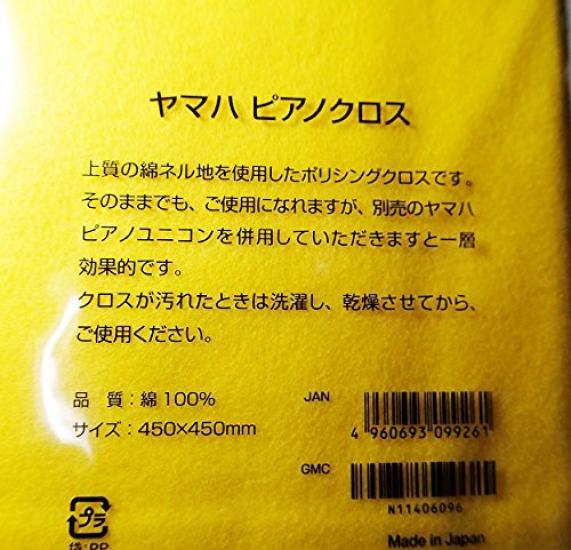 ヤマハ ピアノクロス
上質の綿ネル地を使用したポリシングクロスです。
そのままでも、ご使用になれますが、別売のヤマハ
ピアノユニコンを併用していただきますと一層
効果的です。
クロスが汚れたときは洗濯し、乾燥させてから、
ご使用ください。
品 質：綿100%
サイズ：450×450mm
JAN
4 960693 099261
GMC
N11406096
プラ
袋:PP
Made in Japan